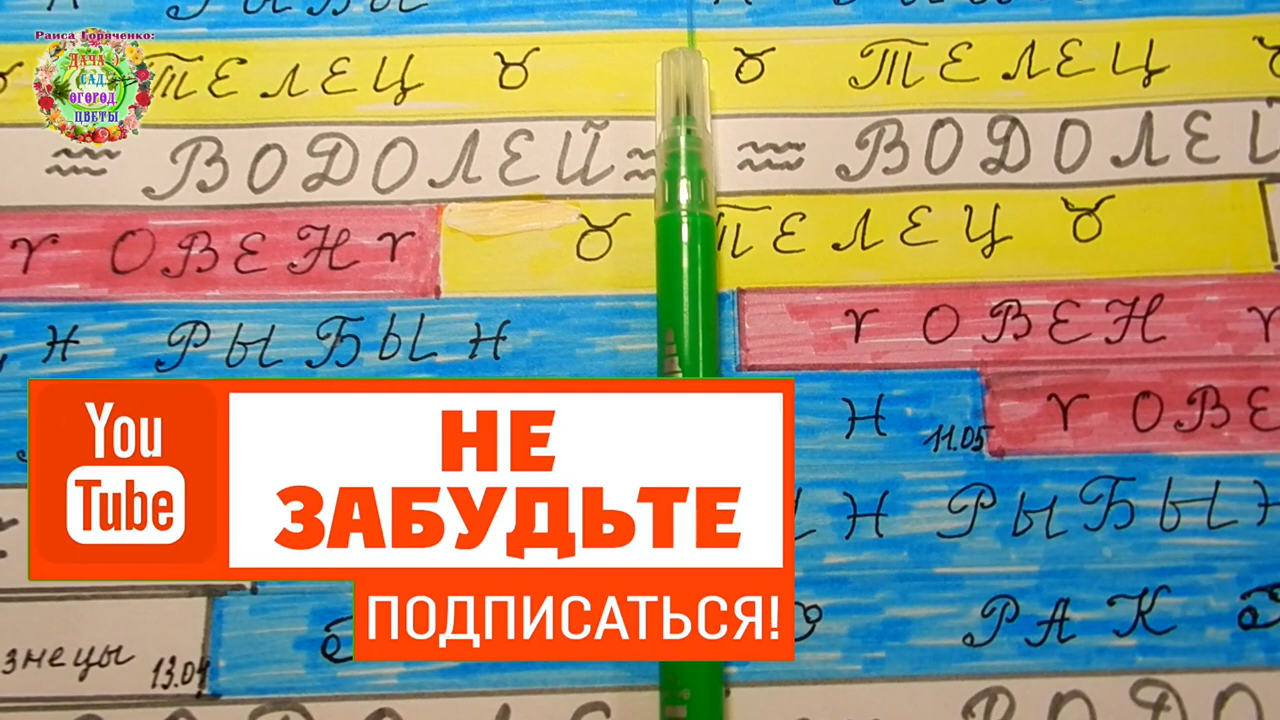 Раиса Горяченко:
ДАЧА
САД,
ОГОРОД,
ЦВЕТЫ
♉ ТЕЛЕЦ ♉ ♉ ТЕЛЕЦ
♒ ВОДОЛЕЙ ♒ ♒ ВОДОЛЕЙ
♈ ОВЕН ♈ ♉ ТЕЛЕЦ ♉
♓ РЫБЫ ♓ ♈ ОВЕН ♈
♓ 11.05 ♈ ОВЕ
♓ РЫБЫ ♓
♋ РАК ♋
знецы 13.04
You
Tube
НЕ
ЗАБУДЬТЕ
ПОДПИСАТЬСЯ!